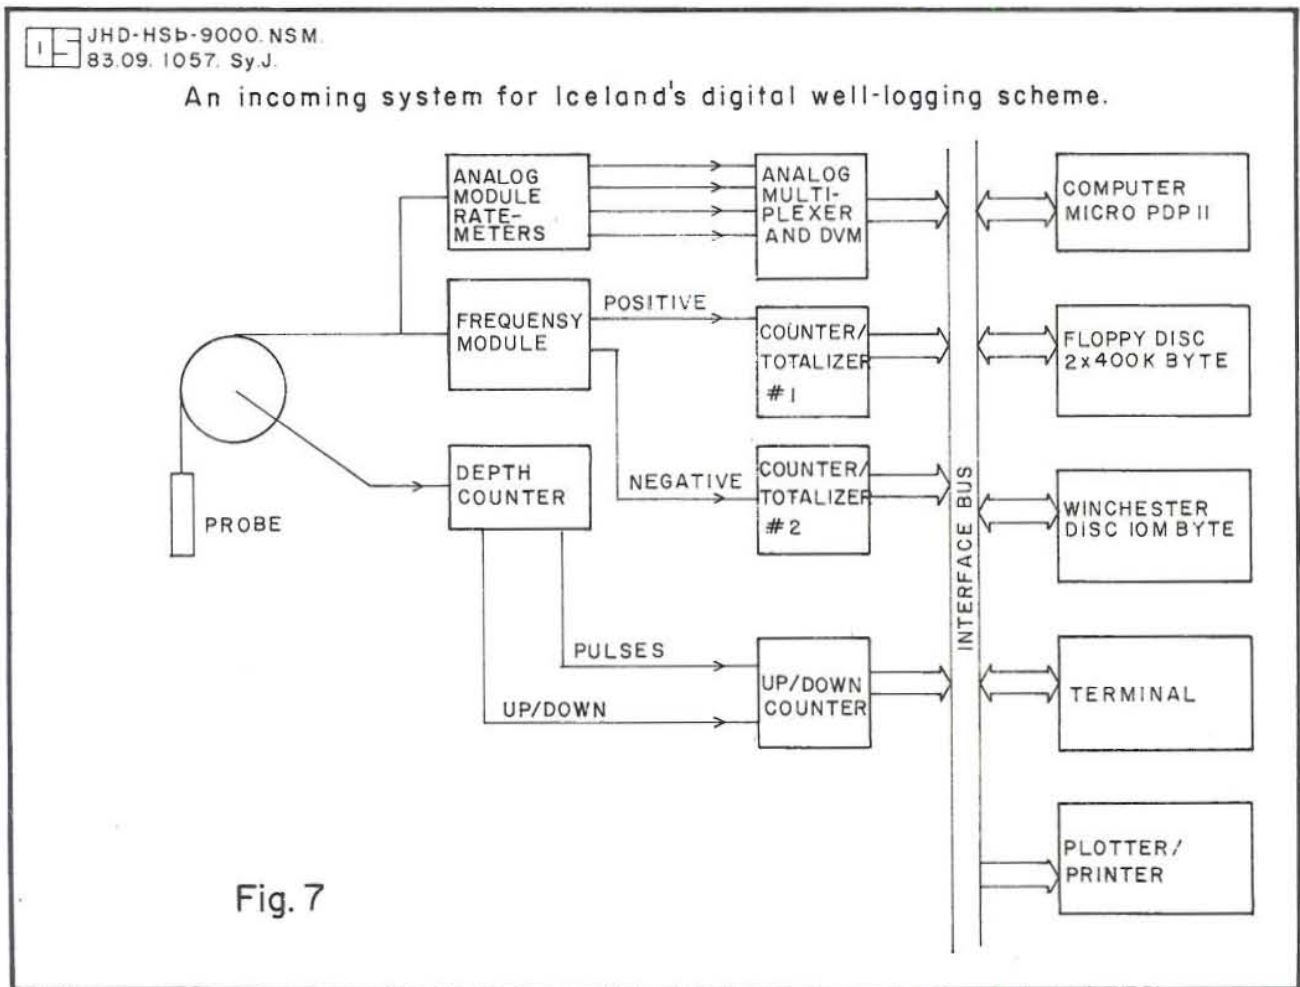 JHD-HSÞ-9000. NSM.
83.09. 1057. Sy.J.
An incoming system for Iceland's digital well-logging scheme.
ANALOG
MODULE
RATE-
METERS
ANALOG
MULTI-
PLEXER
AND DVM
COMPUTER
MICRO PDP II
FREQUENSY
MODULE
POSITIVE
COUNTER/
TOTALIZER
#1
FLOPPY DISC
2x400K BYTE
DEPTH
COUNTER
NEGATIVE
COUNTER/
TOTALIZER
#2
WINCHESTER
DISC 10M BYTE
PROBE
INTERFACE BUS
PULSES
UP/DOWN
UP/DOWN
COUNTER
TERMINAL
PLOTTER/
PRINTER
Fig. 7